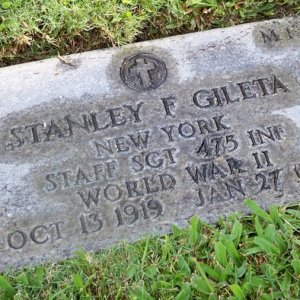 STANLEY F GILETA
NEW YORK
STAFF SGT 475 INF
WORLD WAR II
OCT 13 1919 JAN 27